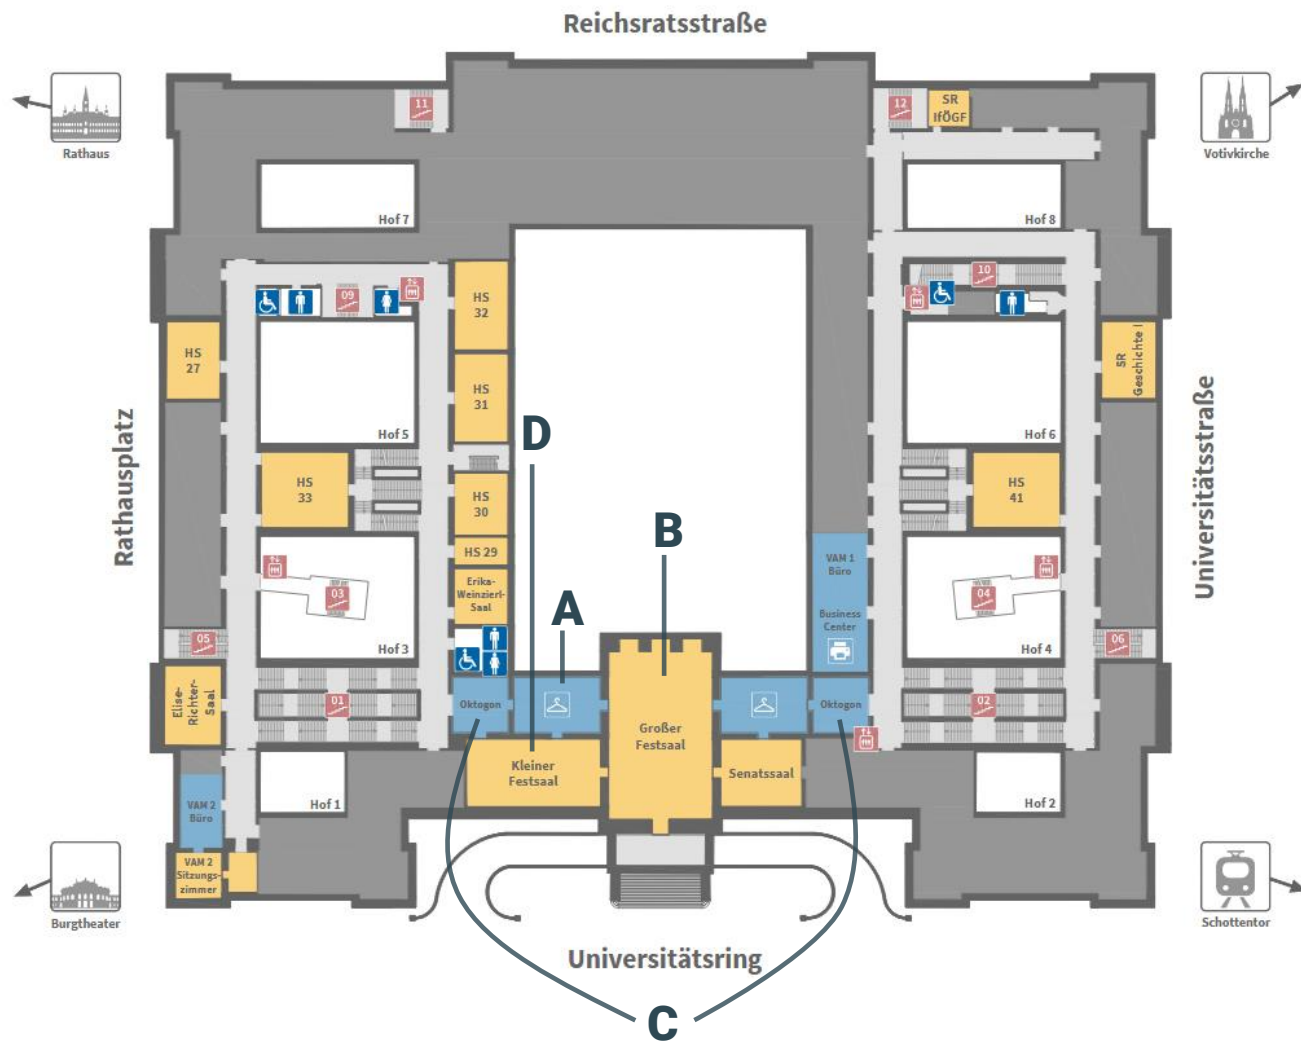 Reichsratsstraße
Rathaus
Votivkirche
11
12
SR
IfÖGF
Hof 7
Hof 8
09
10
HS
32
HS
27
HS
31
SR
Geschichte I
Hof 5
Hof 6
D
Rathausplatz
Universitätsstraße
HS
33
HS
30
HS
41
B
HS 29
VAM 1
Büro
Erika-
Weinzierl-
Saal
03
04
A
Business
Center
05
06
Hof 3
Hof 4
Elise-
Richter-
Saal
01
02
Oktogon
Oktogon
Großer
Festsaal
Kleiner
Festsaal
Senatssaal
Hof 1
Hof 2
VAM 2
Büro
VAM 2
Sitzungs-
zimmer
Burgtheater
Schottentor
Universitätsring
C